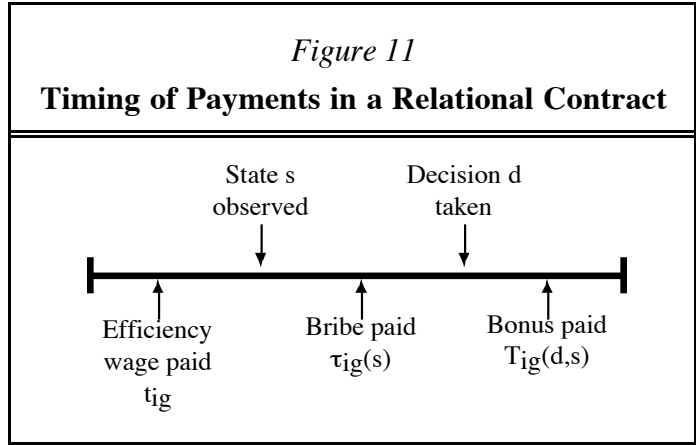 Figure 11
Timing of Payments in a Relational Contract
State s
observed
Decision d
taken
Efficiency
wage paid
tig
Bribe paid
τig(s)
Bonus paid
Tig(d,s)